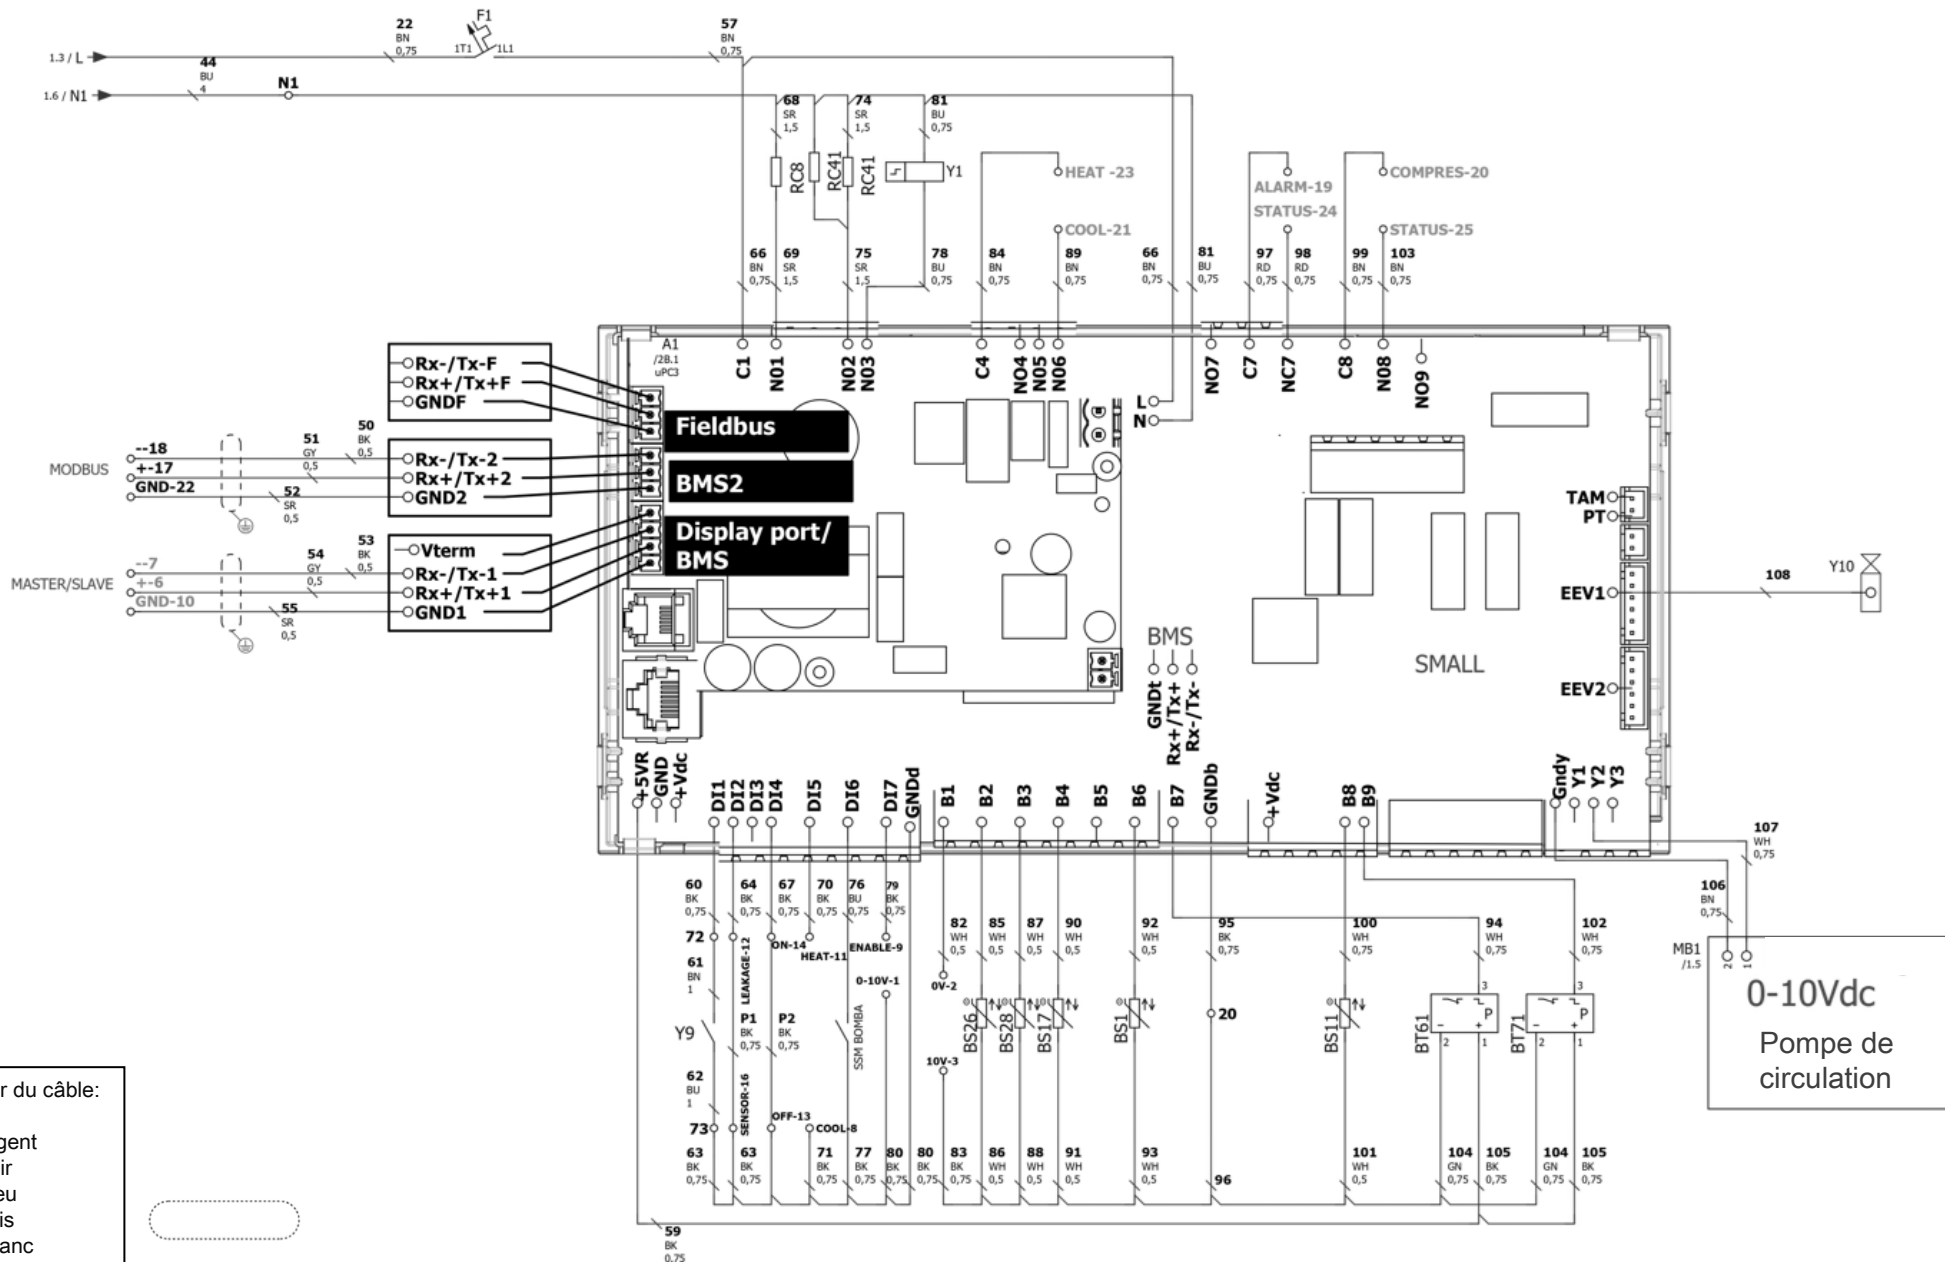 F1
22
BN
0,75
1T1
1L1
57
BN
0,75
1.3 / L
44
BU
4
N1
1.6 / N1
68
SR
1,5
74
SR
1,5
81
BU
0,75
RC8
RC41
RC41
Y1
HEAT -23
COOL-21
ALARM-19
STATUS-24
COMPRES-20
STATUS-25
66
BN
0,75
69
SR
1,5
75
SR
1,5
78
BU
0,75
84
BN
0,75
89
BN
0,75
66
BN
0,75
81
BU
0,75
97
RD
0,75
98
RD
0,75
99
BN
0,75
103
BN
0,75
A1
/2B.1
uPC3
C1
N01
N02
N03
C4
NO4
N05
N06
L
N
NO7
C7
NC7
C8
N08
NO9
Rx-/Tx-F
Rx+/Tx+F
GNDF
Fieldbus
MODBUS
--18
+-17
GND-22
51
GY
0,5
50
BK
0,5
52
SR
0,5
Rx-/Tx-2
Rx+/Tx+2
GND2
BMS2
MASTER/SLAVE
--7
+-6
GND-10
54
GY
0,5
53
BK
0,5
55
SR
0,5
Vterm
Rx-/Tx-1
Rx+/Tx+1
GND1
Display port/
BMS
TAM
PT
EEV1
EEV2
108
Y10
BMS
GNDt
Rx+/Tx+
Rx-/Tx-
SMALL
+5VR
GND
+Vdc
DI1
DI2
DI3
DI4
DI5
DI6
DI7
GNDd
B1
B2
B3
B4
B5
B6
B7
GNDb
+Vdc
B8
B9
Gndy
Y1
Y2
Y3
107
WH
0,75
106
BN
0,75
MB1
/1.5
2
1
0-10Vdc
Pompe de
circulation
60
BK
0,75
64
BK
0,75
67
BK
0,75
70
BK
0,75
76
BU
0,75
79
BK
0,75
82
WH
0,5
85
WH
0,5
87
WH
0,5
90
WH
0,5
92
WH
0,5
95
BK
0,75
100
WH
0,75
94
WH
0,75
102
WH
0,75
72
61
BN
1
LEAKAGE-12
ON-14
HEAT-11
ENABLE-9
0-10V-1
0V-2
Y9
P1
BK
0,75
P2
BK
0,75
SSM BOMBA
10V-3
BS26
BS28
BS17
BS1
20
BS11
BT61
3
P
-
+
2
1
BT71
3
P
-
+
2
1
62
BU
1
73
SENSOR-16
OFF-13
COOL-8
63
BK
0,75
63
BK
0,75
71
BK
0,75
77
BK
0,75
80
BK
0,75
80
BK
0,75
83
BK
0,75
86
WH
0,5
88
WH
0,5
91
WH
0,5
93
WH
0,5
96
101
WH
0,5
104
GN
0,75
105
BK
0,75
104
GN
0,75
105
BK
0,75
59
BK
0,75
r du câble:
gent
ir
eu
is
anc